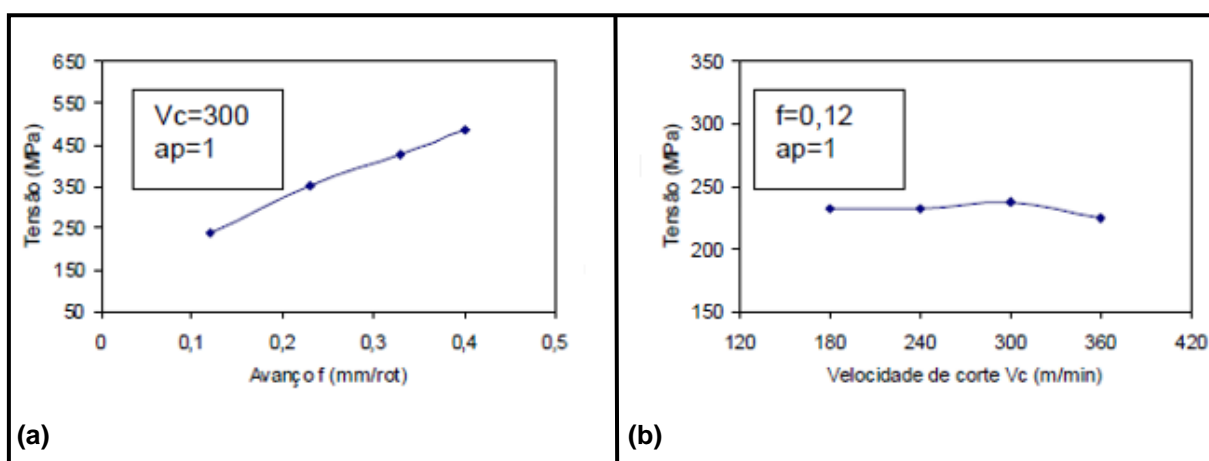 650
550
450
350
250
150
50
Tensão (MPa)
Vc=300
ap=1
0
0,1
0,2
0,3
0,4
0,5
Avanço f (mm/rot)
(a)
350
300
250
200
150
Tensão (MPa)
f=0,12
ap=1
120
180
240
300
360
420
Velocidade de corte Vc (m/min)
(b)